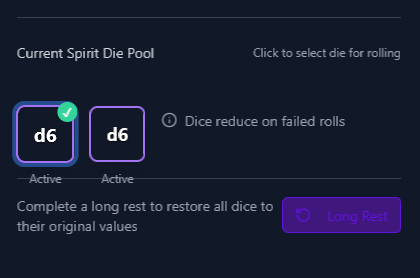 Current Spirit Die Pool
Click to select die for rolling
d6
d6
Dice reduce on failed rolls
Active
Active
Complete a long rest to restore all dice to
their original values
Long Rest